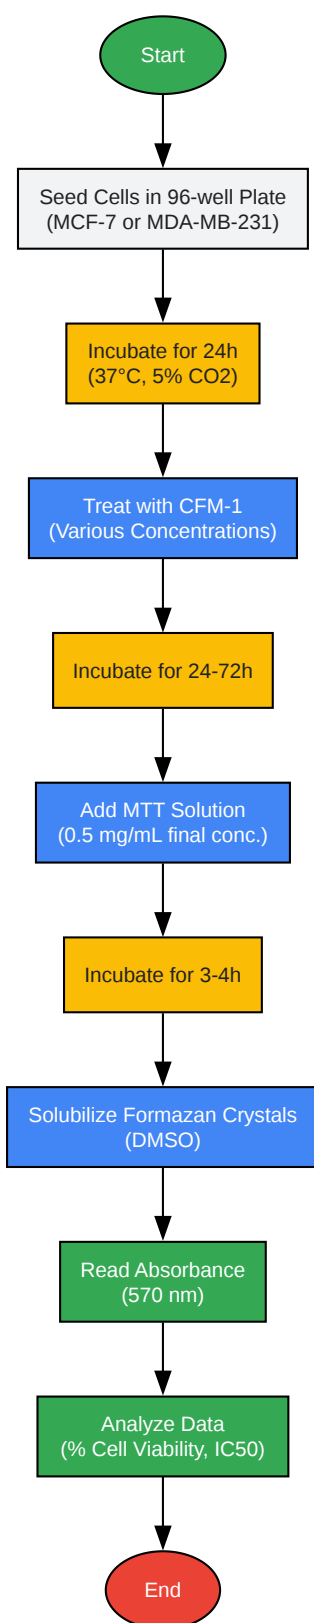 Start
Seed Cells in 96-well Plate
(MCF-7 or MDA-MB-231)
Incubate for 24h
(37°C, 5% CO2)
Treat with CFM-1
(Various Concentrations)
Incubate for 24-72h
Add MTT Solution
(0.5 mg/mL final conc.)
Incubate for 3-4h
Solubilize Formazan Crystals
(DMSO)
Read Absorbance
(570 nm)
Analyze Data
(% Cell Viability, IC50)
End